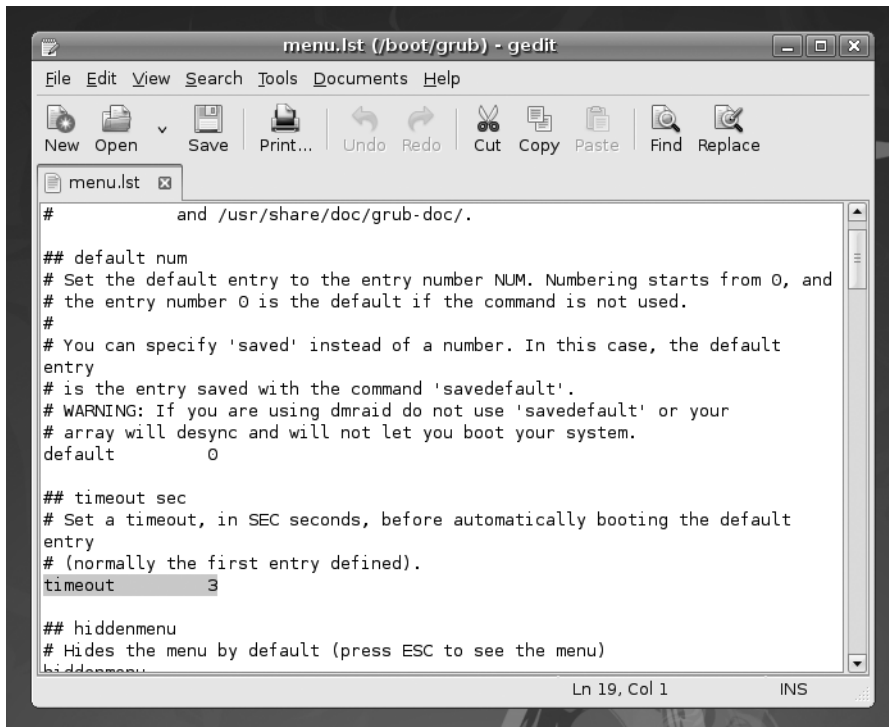 menu.lst (/boot/grub) - gedit
File Edit View Search Tools Documents Help
New Open Save Print... Undo Redo Cut Copy Paste Find Replace
menu.lst
# and /usr/share/doc/grub-doc/.
## default num
# Set the default entry to the entry number NUM. Numbering starts from 0, and
# the entry number 0 is the default if the command is not used.
#
# You can specify 'saved' instead of a number. In this case, the default
entry
# is the entry saved with the command 'savedefault'.
# WARNING: If you are using dmraid do not use 'savedefault' or your
# array will desync and will not let you boot your system.
default 0
## timeout sec
# Set a timeout, in SEC seconds, before automatically booting the default
entry
# (normally the first entry defined).
timeout 3
## hiddenmenu
# Hides the menu by default (press ESC to see the menu)
hiddenmenu
Ln 19, Col 1 INS